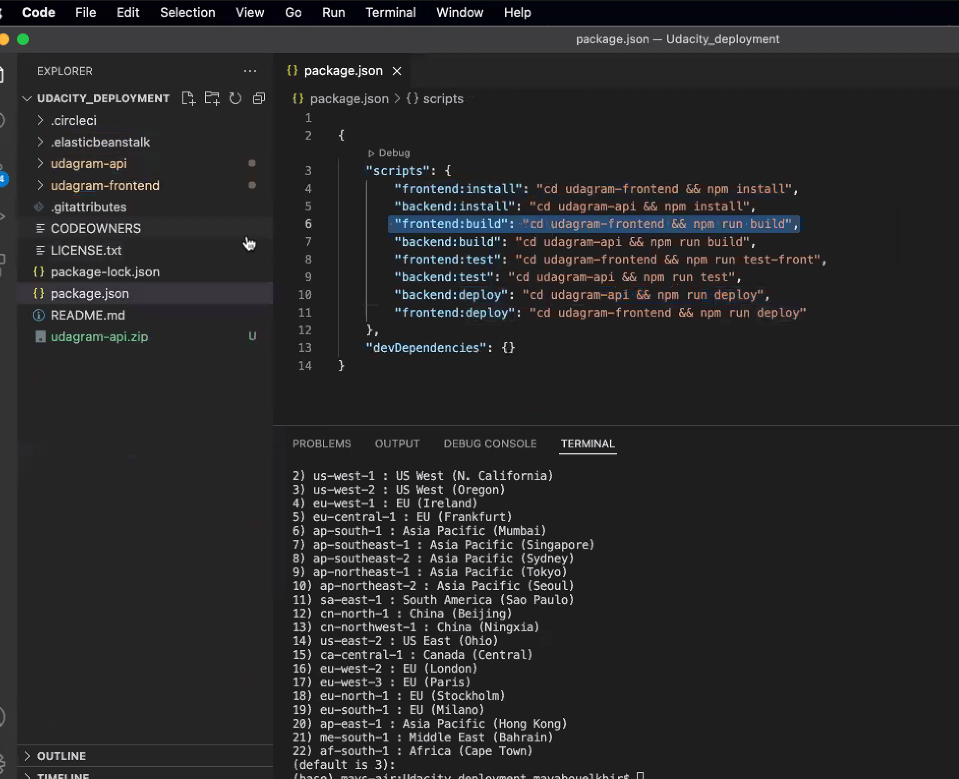 Code File Edit Selection View Go Run Terminal Window Help
package.json — Udacity_deployment
EXPLORER
UDACITY_DEPLOYMENT
.circleci
.elasticbeanstalk
udagram-api
udagram-frontend
.gitattributes
CODEOWNERS
LICENSE.txt
{} package-lock.json
{} package.json
README.md
udagram-api.zip U
OUTLINE
TIMELINE
4
{} package.json ×
{} package.json > {} scripts
1
2 {
Debug
3 "scripts": {
4 "frontend:install": "cd udagram-frontend && npm install",
5 "backend:install": "cd udagram-api && npm install",
6 "frontend:build": "cd udagram-frontend && npm run build",
7 "backend:build": "cd udagram-api && npm run build",
8 "frontend:test": "cd udagram-frontend && npm run test-front",
9 "backend:test": "cd udagram-api && npm run test",
10 "backend:deploy": "cd udagram-api && npm run deploy",
11 "frontend:deploy": "cd udagram-frontend && npm run deploy"
12 },
13 "devDependencies": {}
14 }
PROBLEMS OUTPUT DEBUG CONSOLE TERMINAL
2) us-west-1 : US West (N. California)
3) us-west-2 : US West (Oregon)
4) eu-west-1 : EU (Ireland)
5) eu-central-1 : EU (Frankfurt)
6) ap-south-1 : Asia Pacific (Mumbai)
7) ap-southeast-1 : Asia Pacific (Singapore)
8) ap-southeast-2 : Asia Pacific (Sydney)
9) ap-northeast-1 : Asia Pacific (Tokyo)
10) ap-northeast-2 : Asia Pacific (Seoul)
11) sa-east-1 : South America (Sao Paulo)
12) cn-north-1 : China (Beijing)
13) cn-northwest-1 : China (Ningxia)
14) us-east-2 : US East (Ohio)
15) ca-central-1 : Canada (Central)
16) eu-west-2 : EU (London)
17) eu-west-3 : EU (Paris)
18) eu-north-1 : EU (Stockholm)
19) eu-south-1 : EU (Milano)
20) ap-east-1 : Asia Pacific (Hong Kong)
21) me-south-1 : Middle East (Bahrain)
22) af-south-1 : Africa (Cape Town)
(default is 3):
(base) mays-air:Udacity_deployment mayabouelkhir$